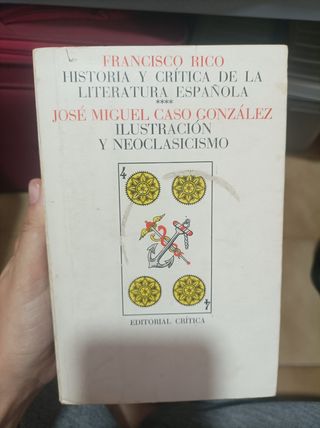 FRANCISCO RICO
HISTORIA Y CRÍTICA DE LA
LITERATURA ESPAÑOLA
****
JOSÉ MIGUEL CASO GONZÁLEZ
ILUSTRACIÓN
Y NEOCLASICISMO
4
4
EDITORIAL CRÍTICA